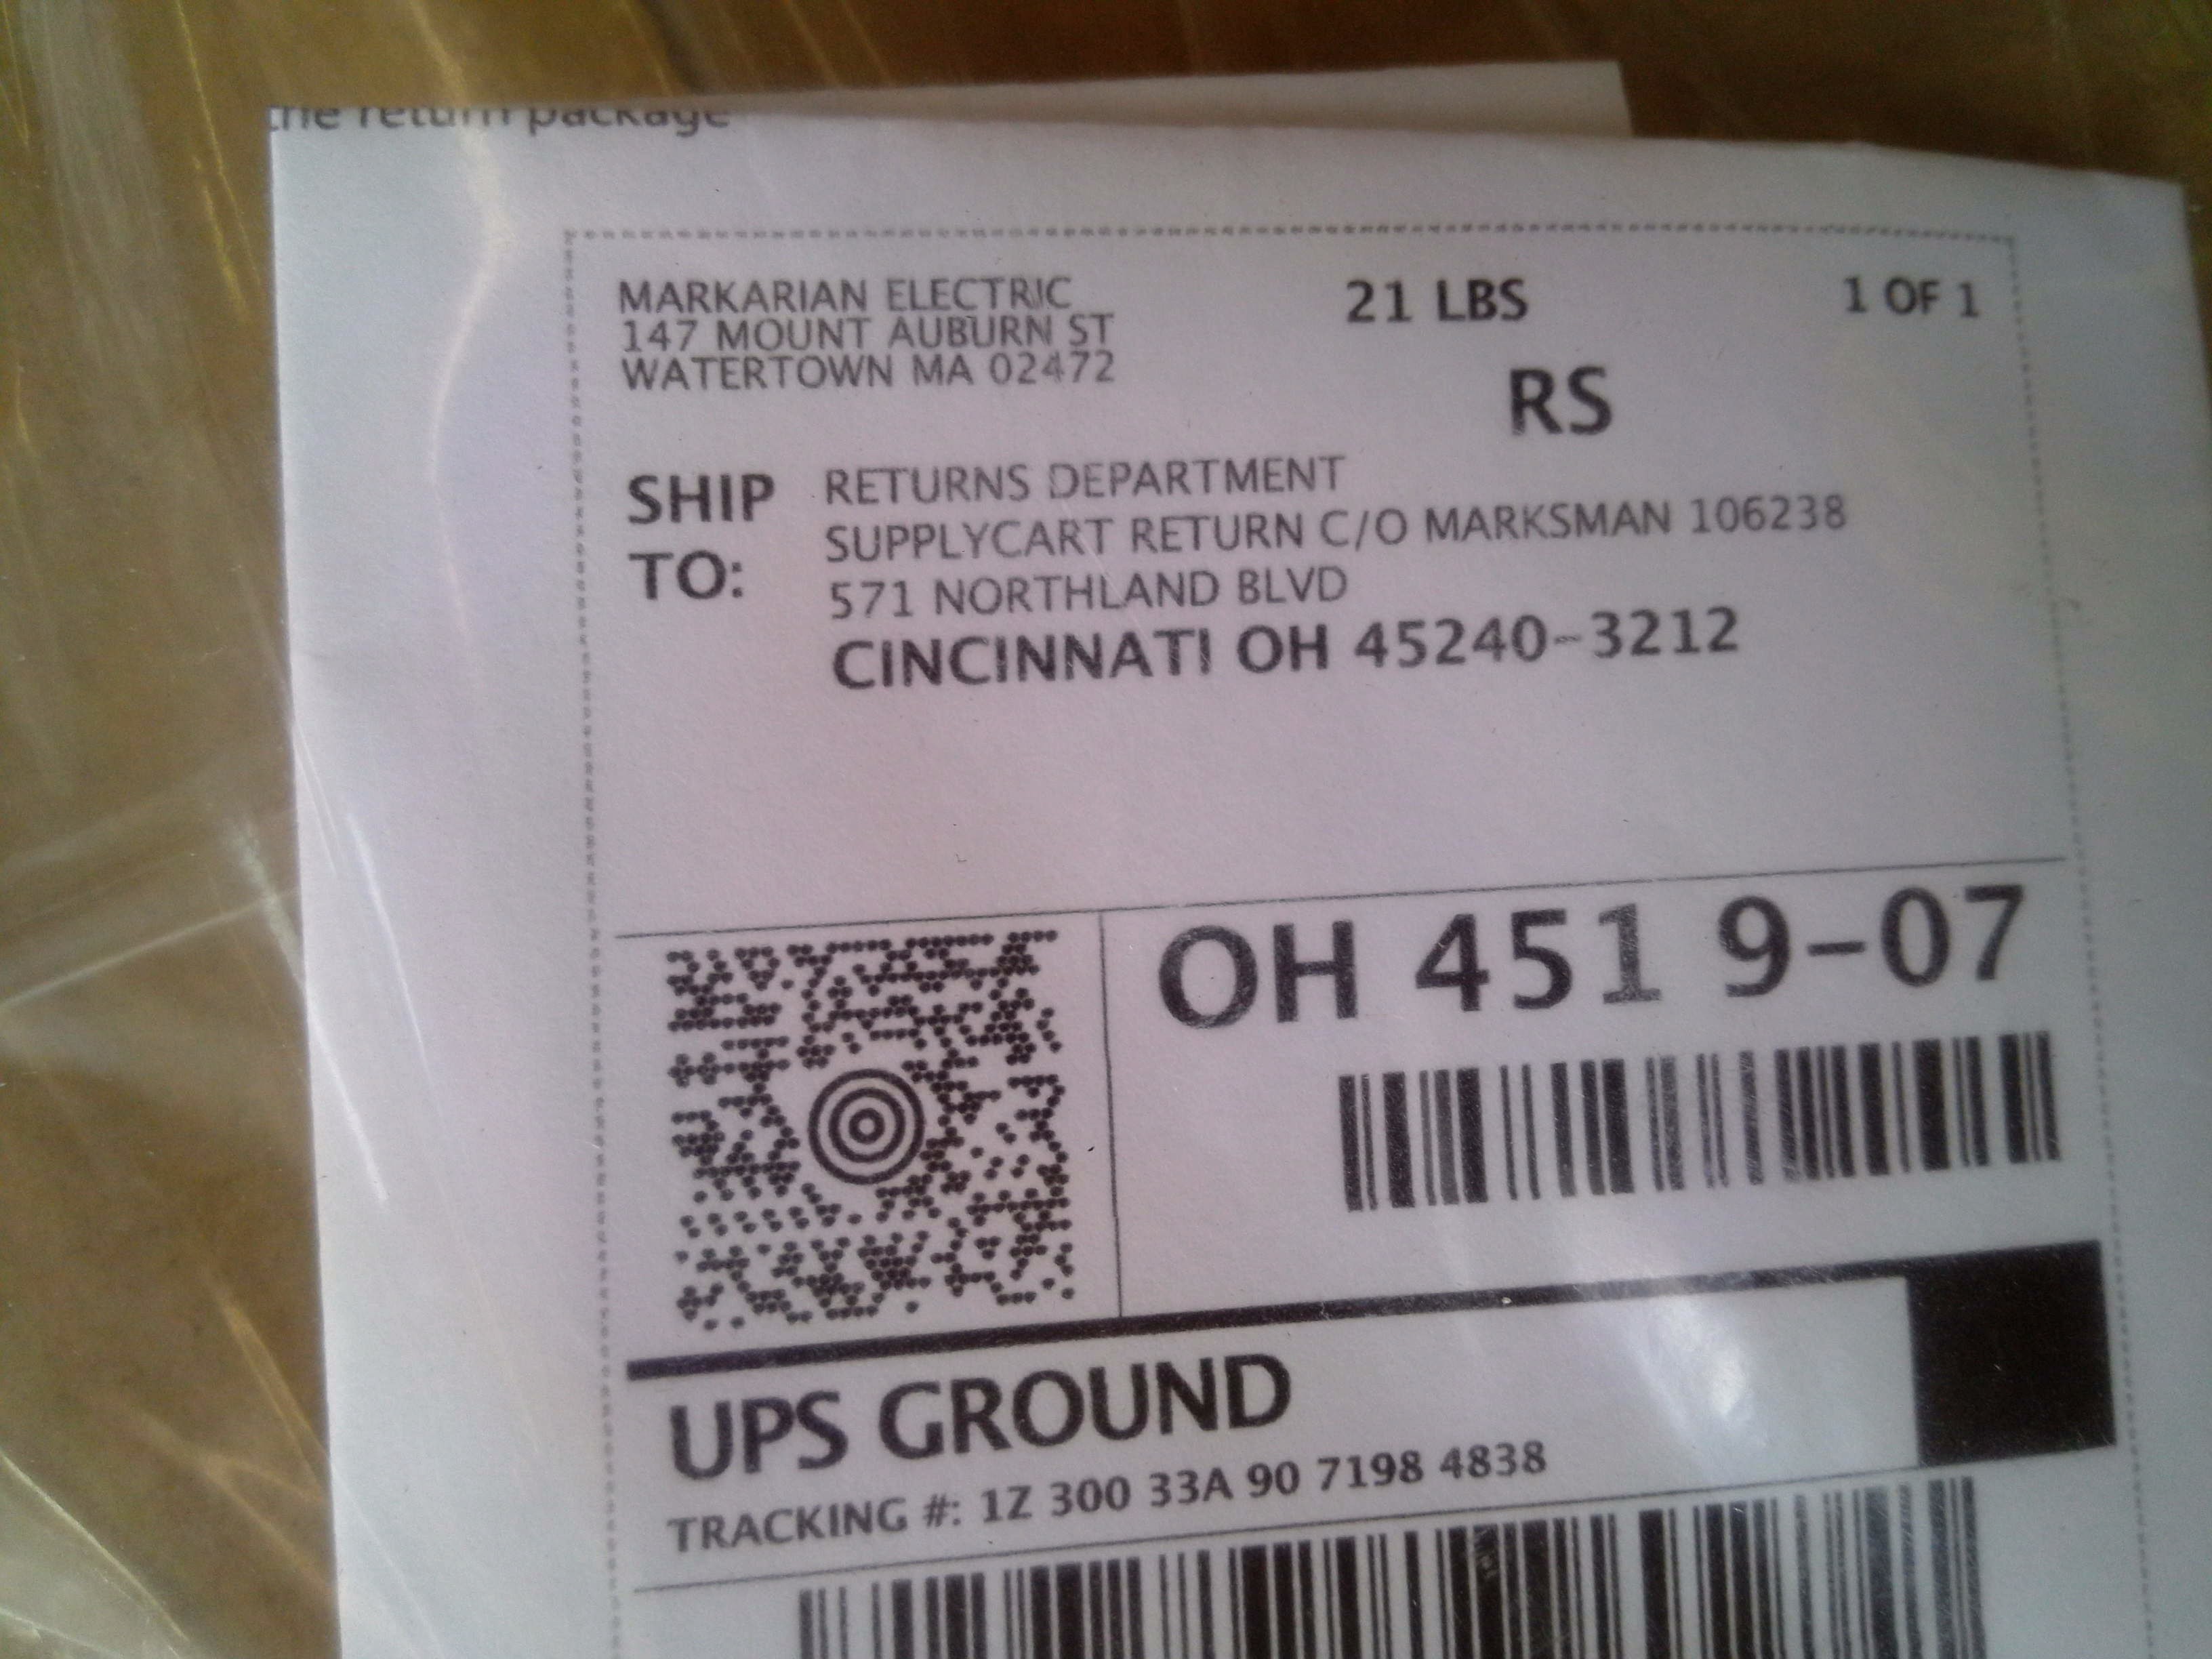 the return package
MARKARIAN ELECTRIC
147 MOUNT AUBURN ST
WATERTOWN MA 02472
21 LBS
1 OF 1
RS
SHIP TO:
RETURNS DEPARTMENT
SUPPLYCART RETURN C/O MARKSMAN 106238
571 NORTHLAND BLVD
CINCINNATI OH 45240-3212
OH 451 9-07
UPS GROUND
TRACKING #: 1Z 300 33A 90 7198 4838